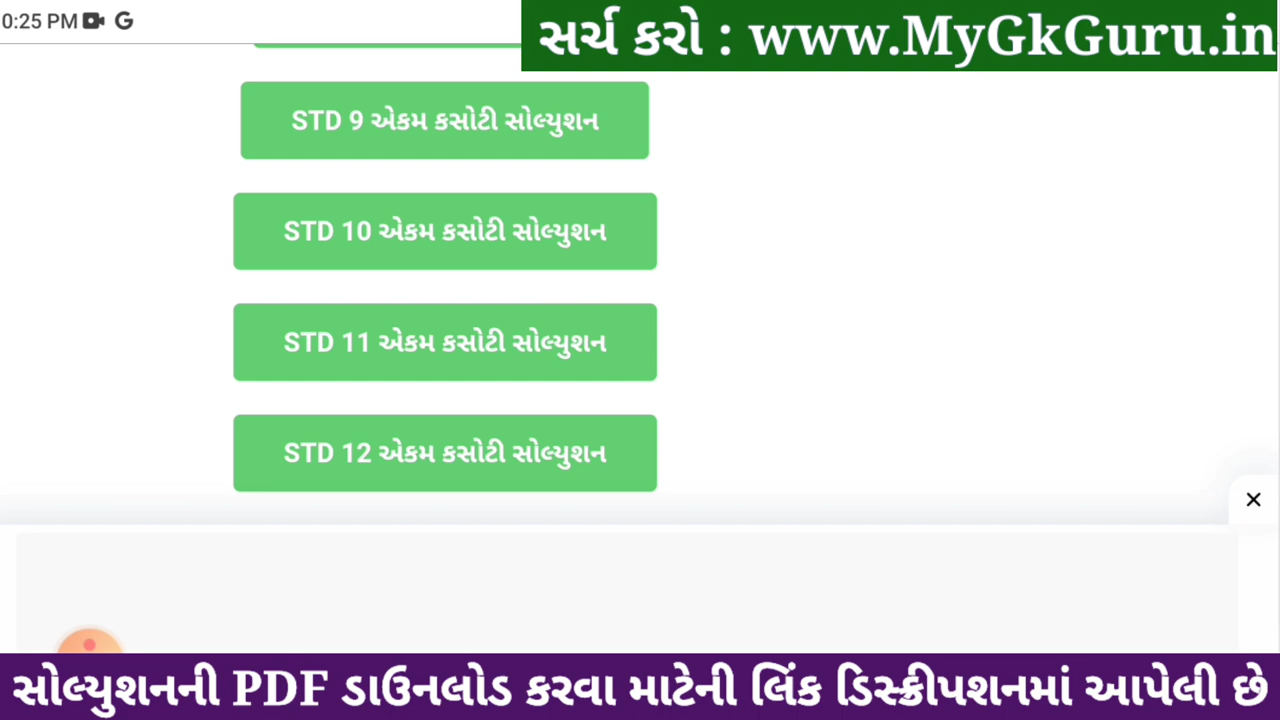 0:25 PM
સર્ચ કરો : www.MyGkGuru.in
STD 9 એકમ કસોટી સોલ્યુશન
STD 10 એકમ કસોટી સોલ્યુશન
STD 11 એકમ કસોટી સોલ્યુશન
STD 12 એકમ કસોટી સોલ્યુશન
સોલ્યુશનની PDF ડાઉનલોડ કરવા માટેની લિંક ડિસ્ક્રીપશનમાં આપેલી છે